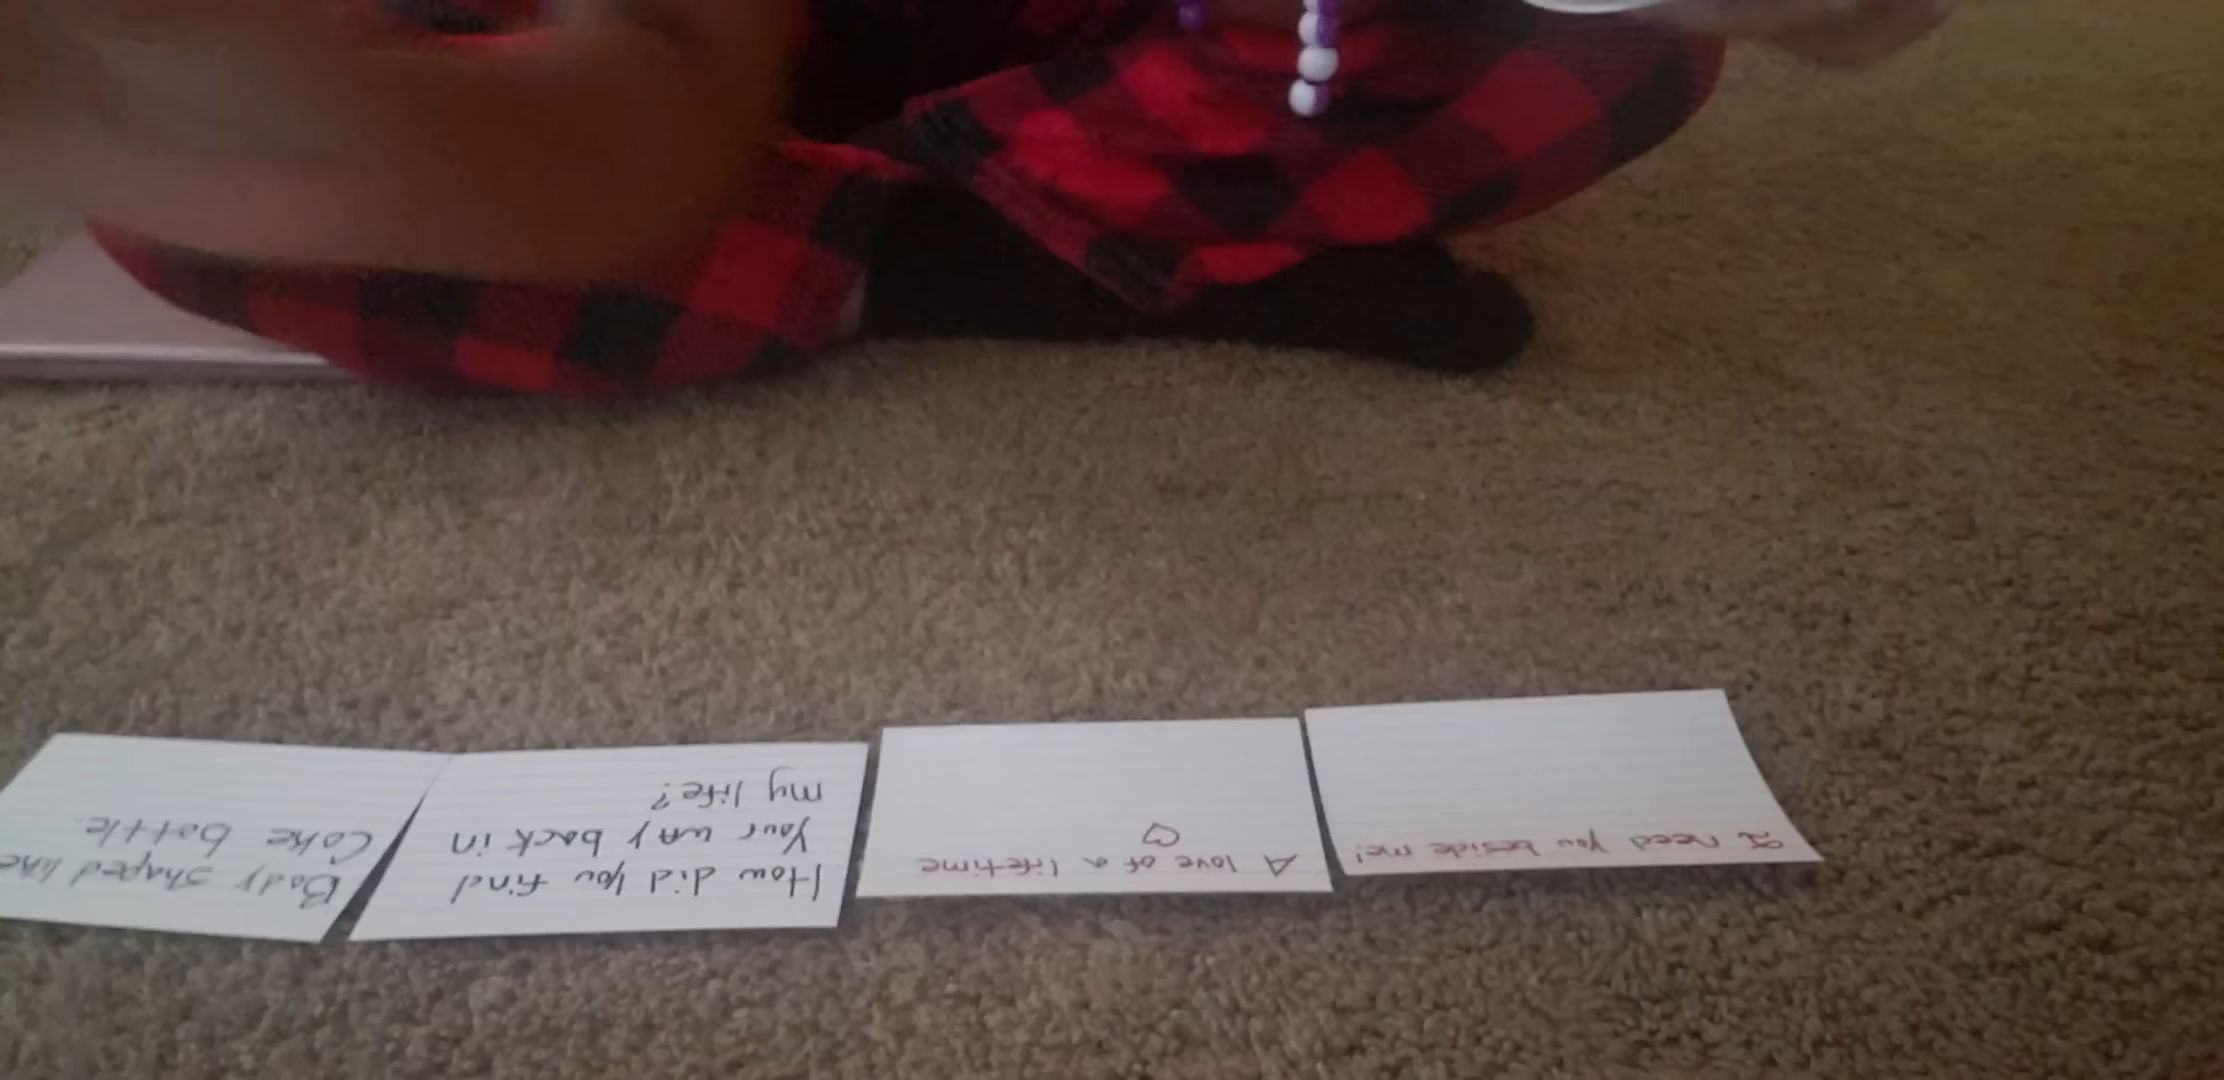 I need you beside me!
A love of a lifetime
♡
How did you find
your way back in
my life?
Body shaped like
Coke bottle.